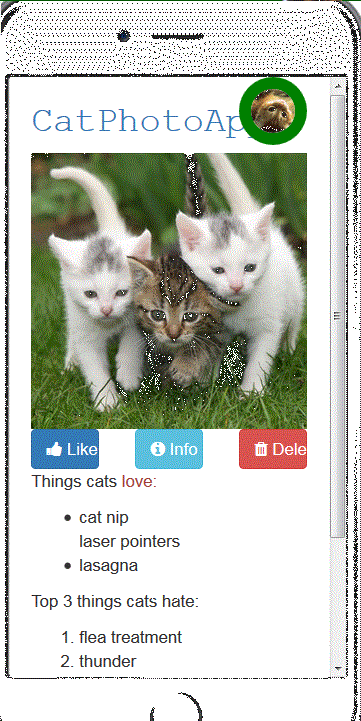 CatPhotoAp
Like Info Dele
Things cats love:
cat nip
laser pointers
lasagna
Top 3 things cats hate:
1. flea treatment
2. thunder